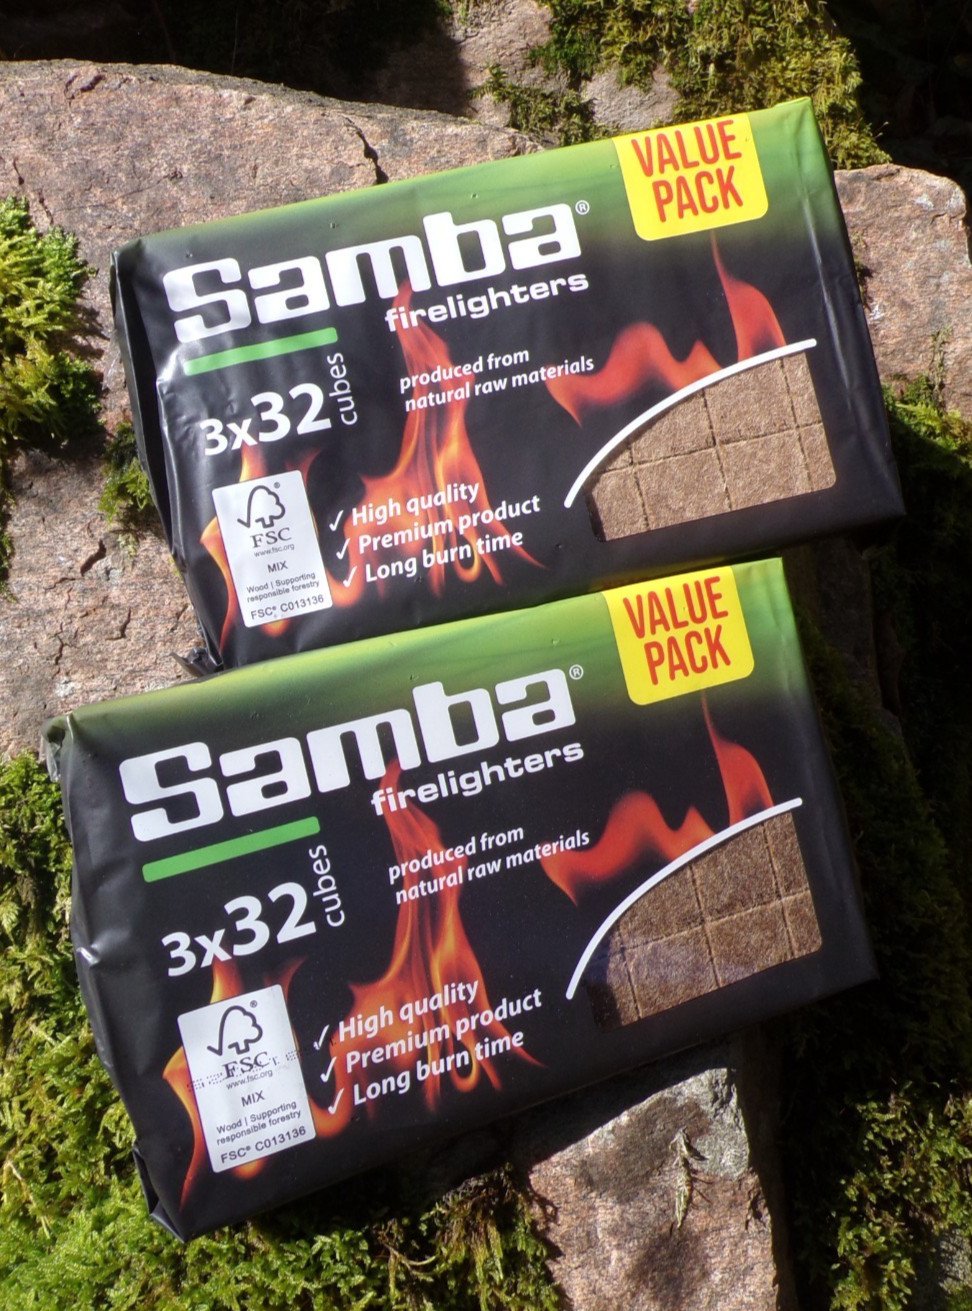 VALUE
PACK
Samba®
firelighters
3x32 cubes
produced from
natural raw materials
✓ High quality
✓ Premium product
✓ Long burn time
FSC
www.fsc.org
MIX
Wood | Supporting
responsible forestry
FSC® C013136
VALUE
PACK
Samba®
firelighters
3x32 cubes
produced from
natural raw materials
✓ High quality
✓ Premium product
✓ Long burn time
FSC
www.fsc.org
MIX
Wood | Supporting
responsible forestry
FSC® C013136